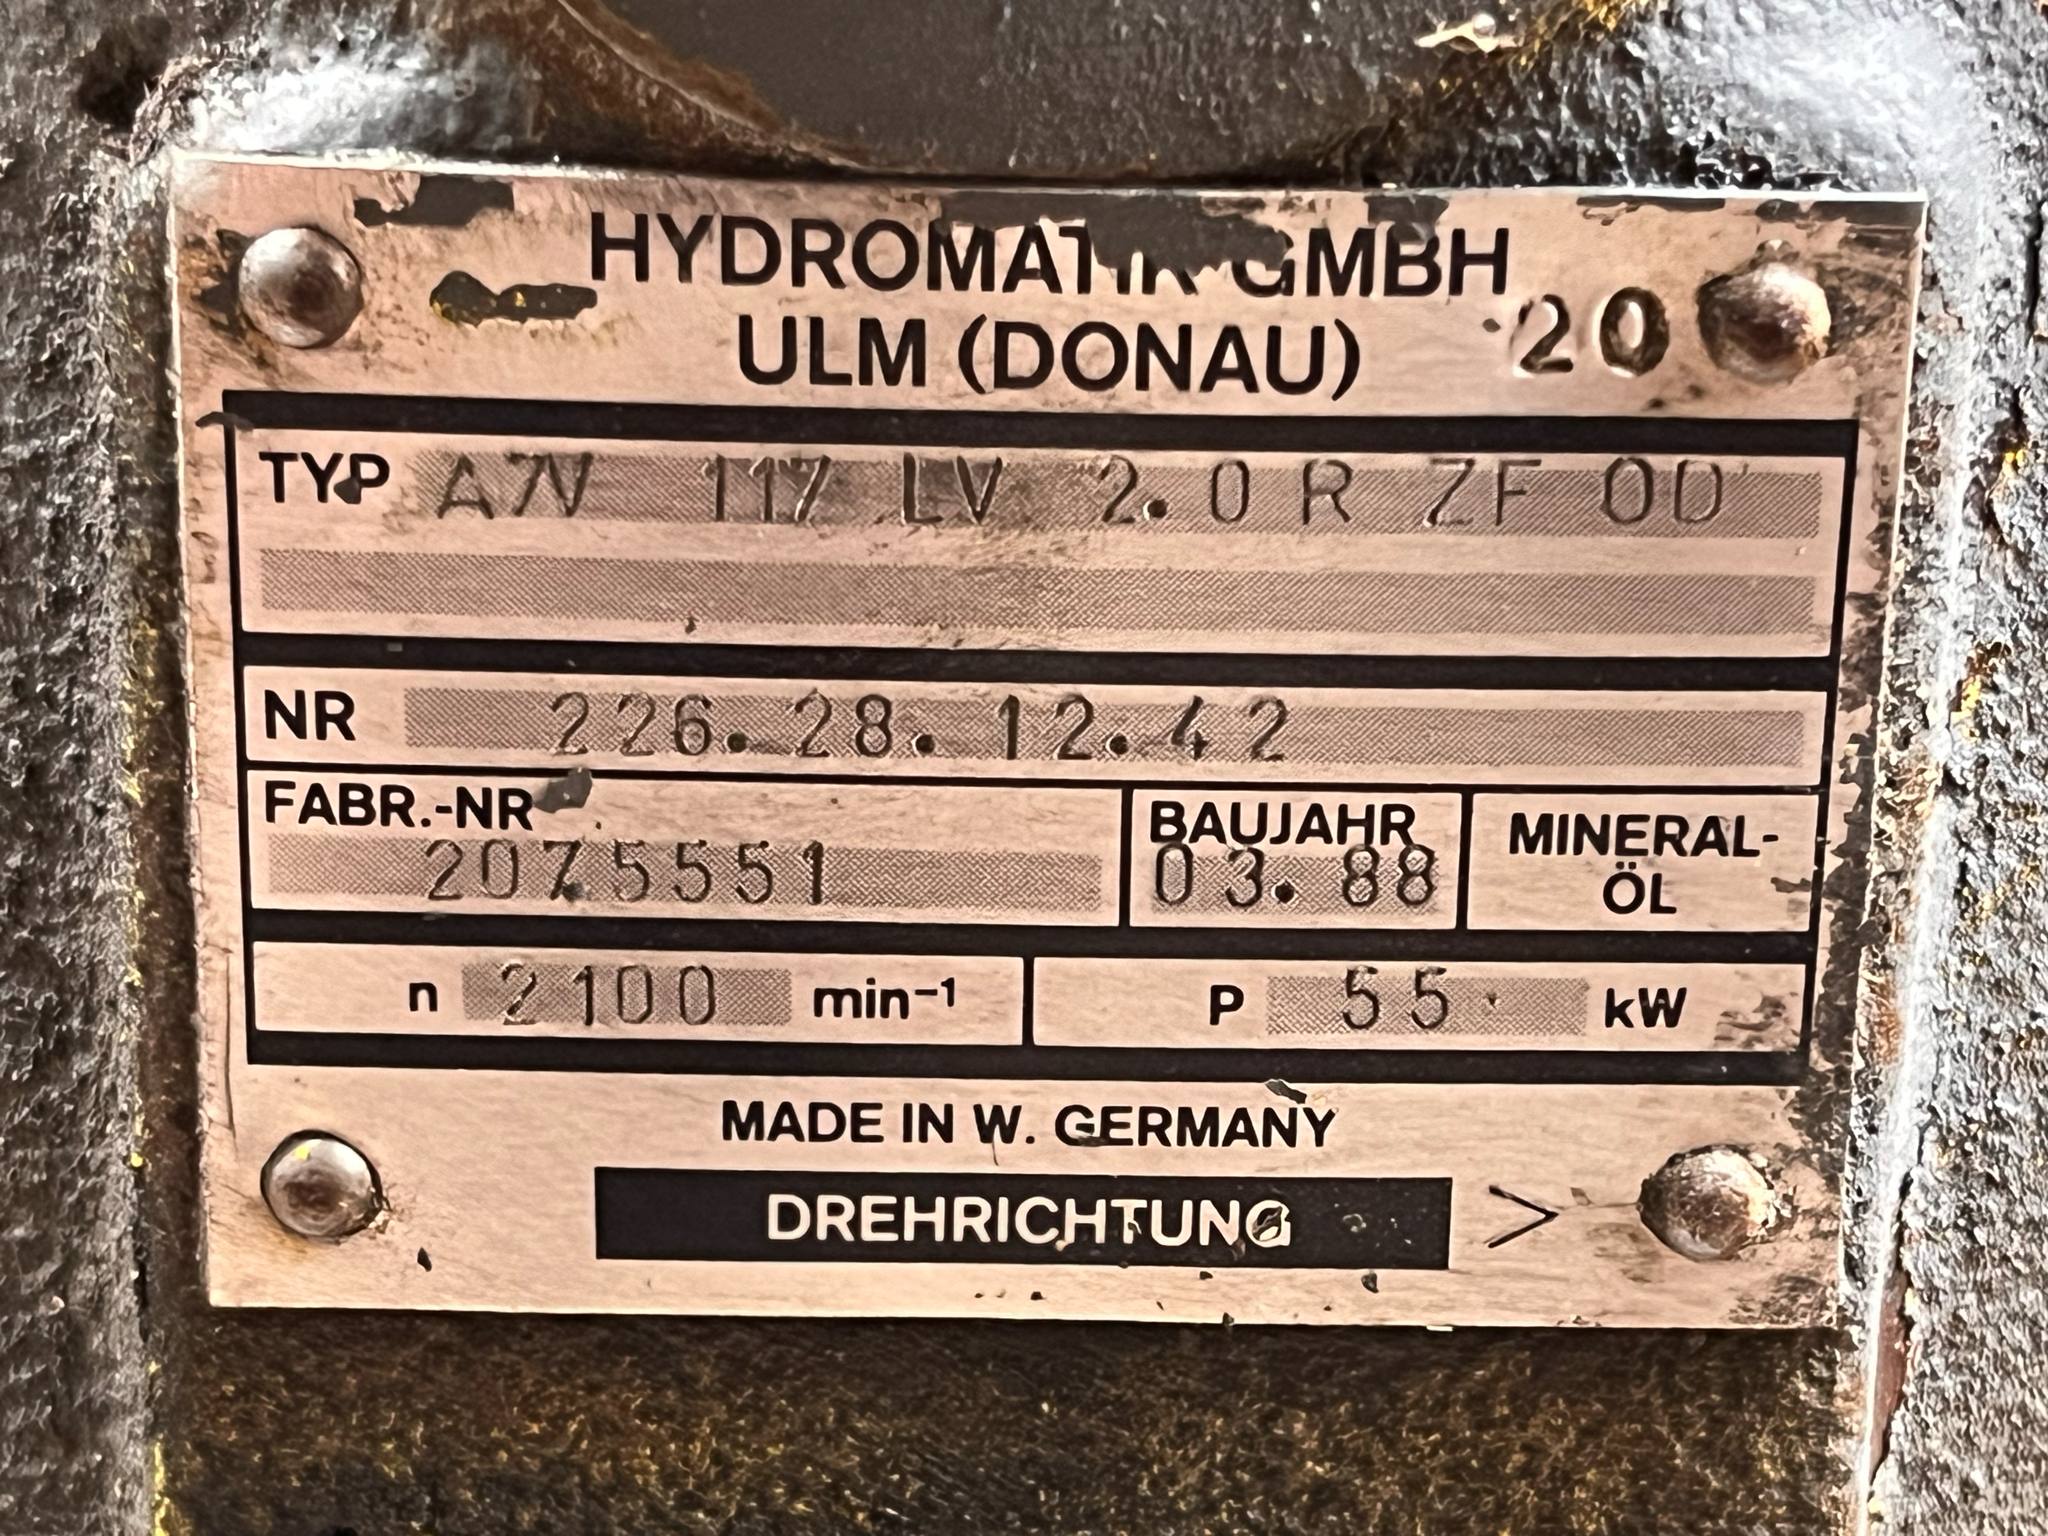 HYDROMATIK GMBH
ULM (DONAU)
20
TYP A7V 117 LV 2.0 R ZF 0D
NR 226.28.12.42
FABR.-NR
2075551
BAUJAHR
03.88
MINERAL-
ÖL
n 2100 min⁻¹
P 55 kW
MADE IN W. GERMANY
DREHRICHTUNG >